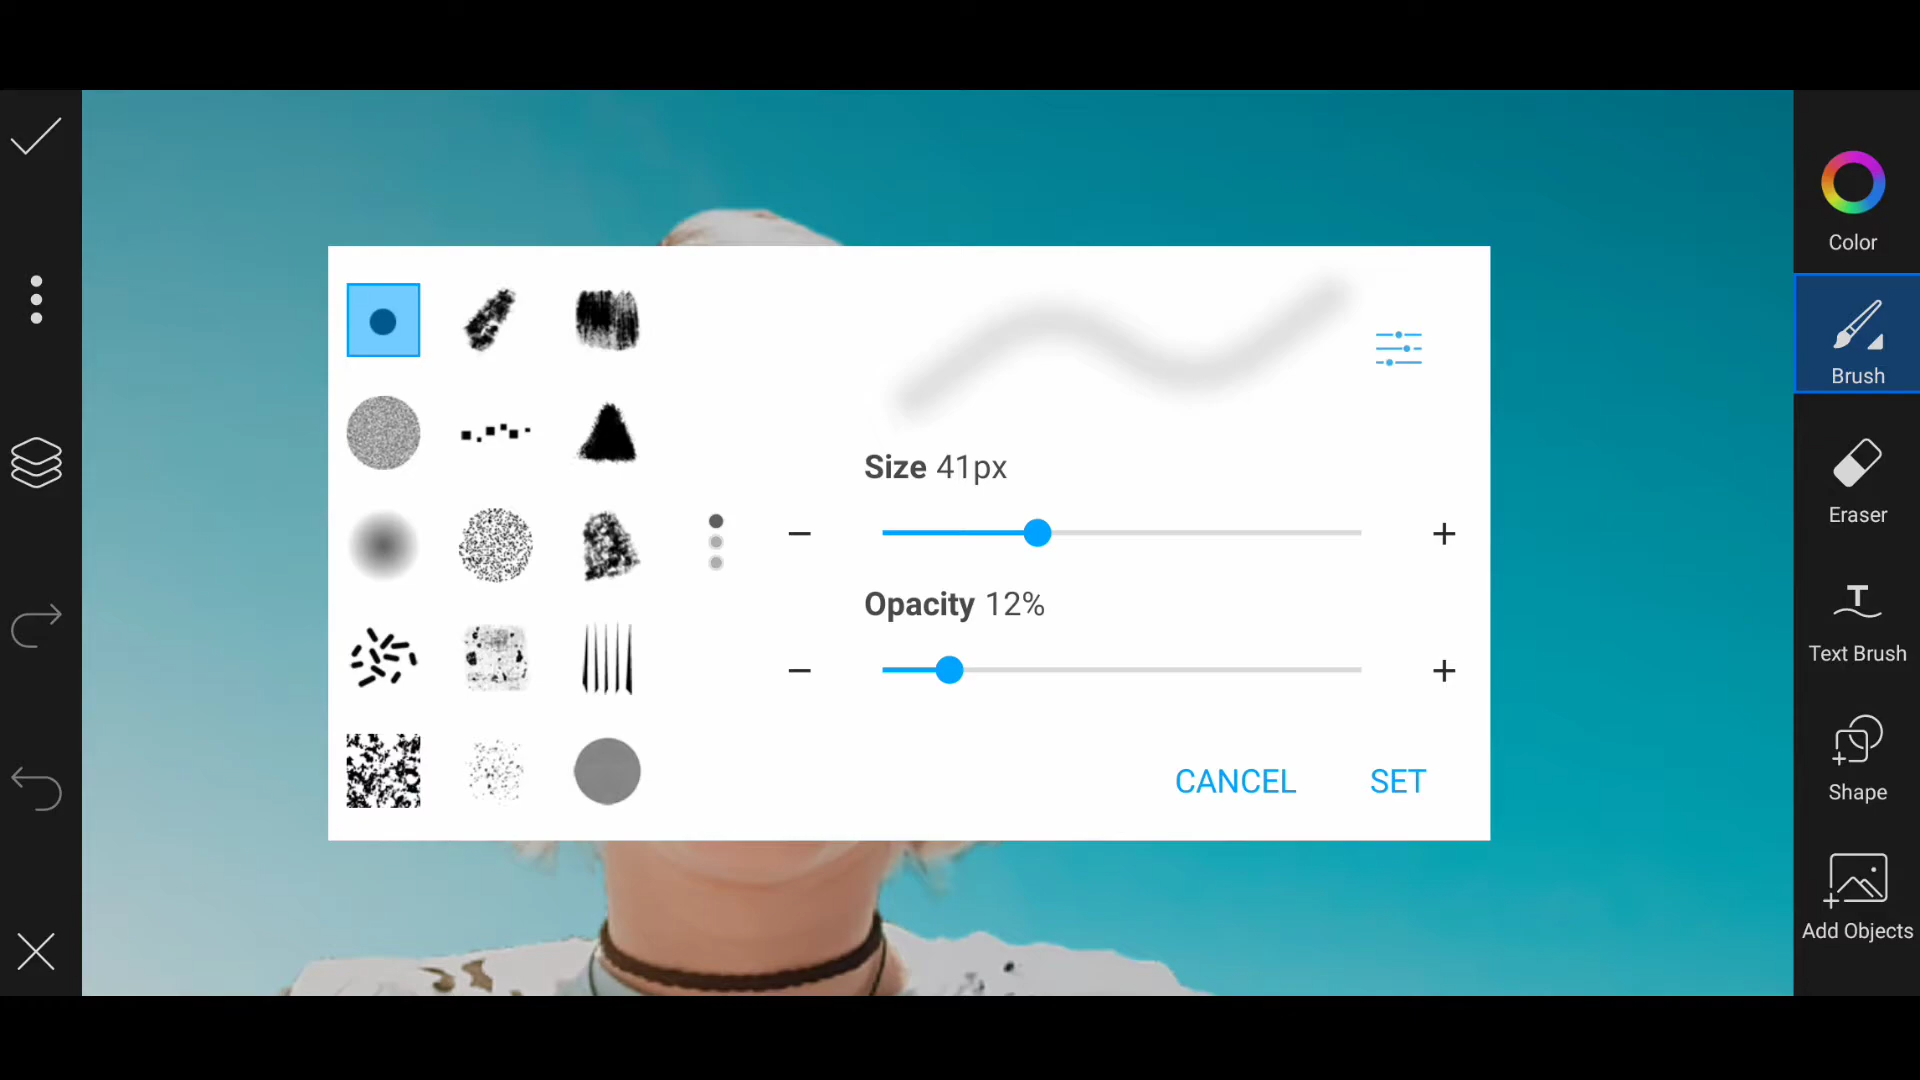 Size 41px
Opacity 12%
CANCEL
SET
Color
Brush
Eraser
Text Brush
Shape
Add Objects